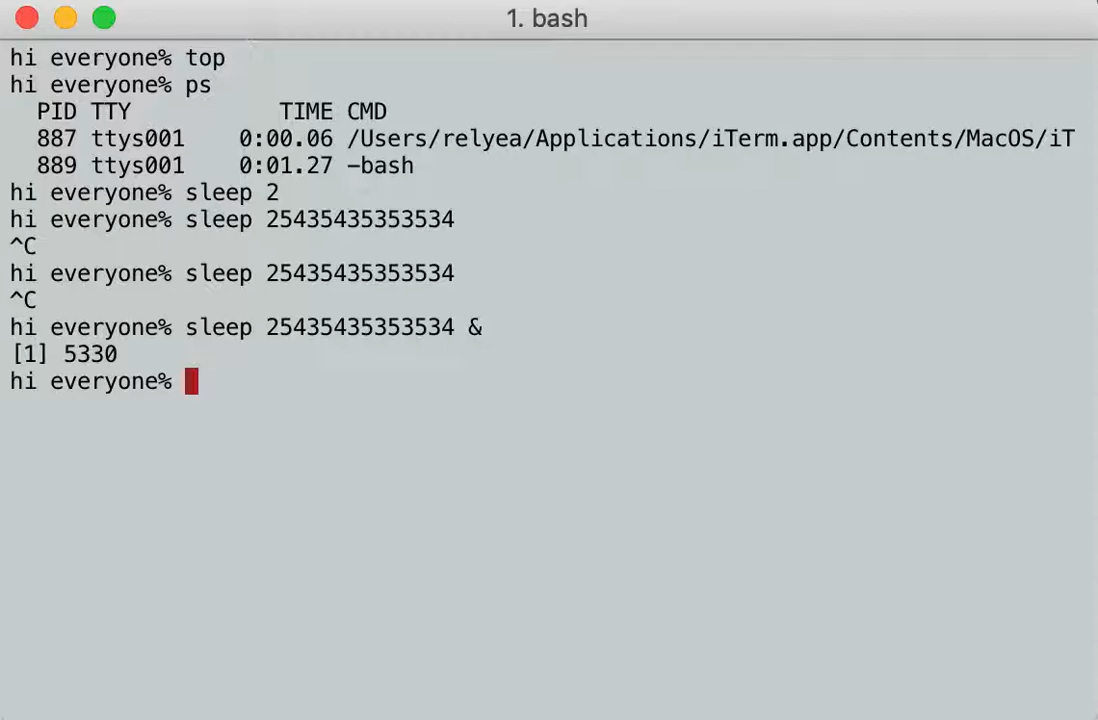 1. bash
hi everyone% top
hi everyone% ps
  PID TTY           TIME CMD
  887 ttys001    0:00.06 /Users/relyea/Applications/iTerm.app/Contents/MacOS/iT
  889 ttys001    0:01.27 -bash
hi everyone% sleep 2
hi everyone% sleep 25435435353534
^C
hi everyone% sleep 25435435353534
^C
hi everyone% sleep 25435435353534 &
[1] 5330
hi everyone%